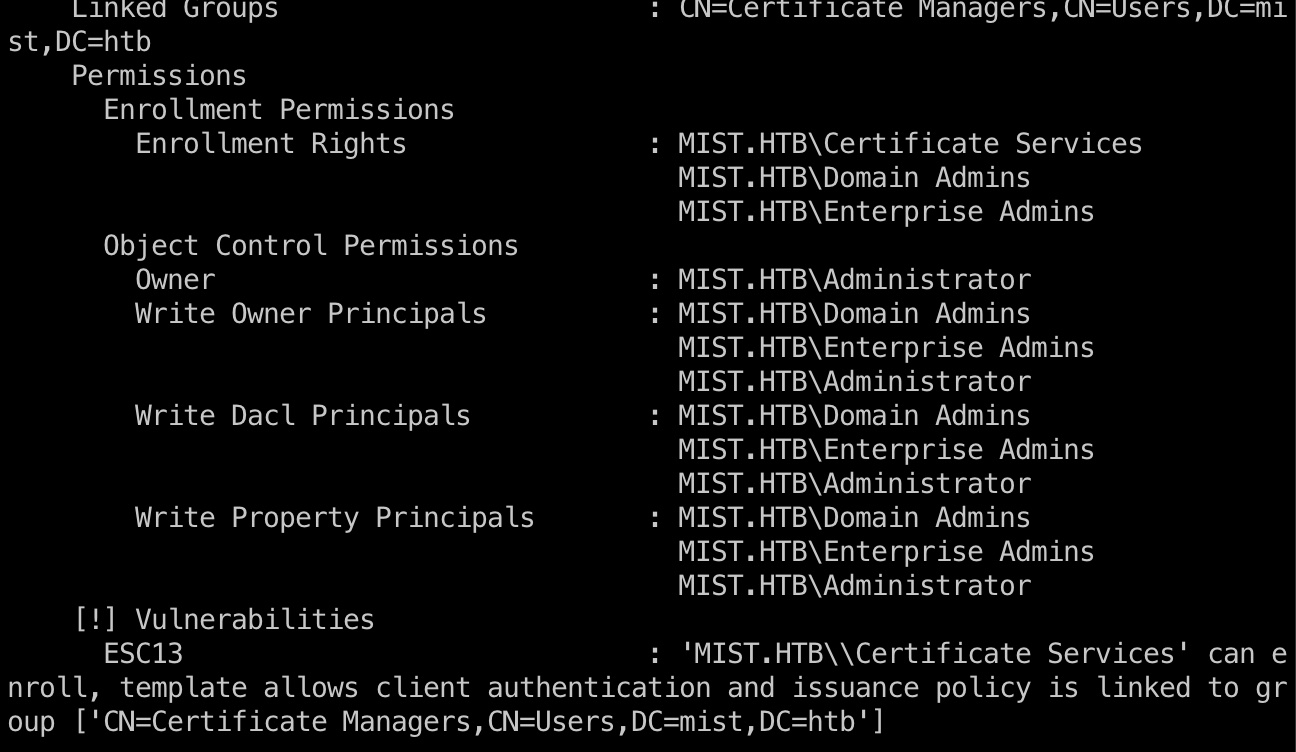 Linked Groups                       : CN=Certificate Managers,CN=Users,DC=mi
st,DC=htb
    Permissions
      Enrollment Permissions
        Enrollment Rights               : MIST.HTB\Certificate Services
                                          MIST.HTB\Domain Admins
                                          MIST.HTB\Enterprise Admins
      Object Control Permissions
        Owner                           : MIST.HTB\Administrator
        Write Owner Principals          : MIST.HTB\Domain Admins
                                          MIST.HTB\Enterprise Admins
                                          MIST.HTB\Administrator
        Write Dacl Principals           : MIST.HTB\Domain Admins
                                          MIST.HTB\Enterprise Admins
                                          MIST.HTB\Administrator
        Write Property Principals       : MIST.HTB\Domain Admins
                                          MIST.HTB\Enterprise Admins
                                          MIST.HTB\Administrator
    [!] Vulnerabilities
      ESC13                             : 'MIST.HTB\\Certificate Services' can e
nroll, template allows client authentication and issuance policy is linked to gr
oup ['CN=Certificate Managers,CN=Users,DC=mist,DC=htb']